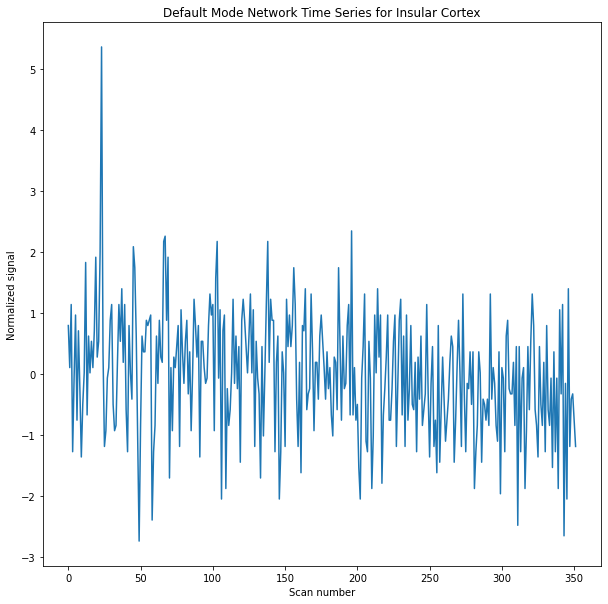 Default Mode Network Time Series for Insular Cortex
Normalized signal
5
4
3
2
1
0
−1
−2
−3
0 50 100 150 200 250 300 350
Scan number